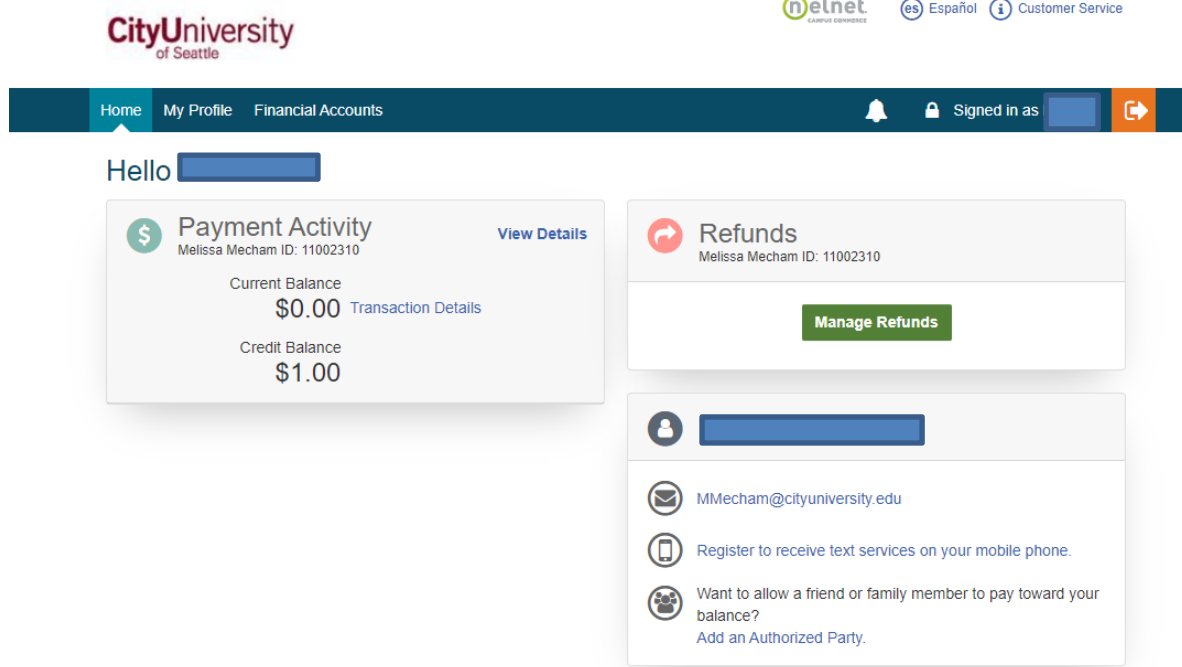 CityUniversity
of Seattle
nelnet
CAMPUS COMMERCE
es Español
i Customer Service
Home My Profile Financial Accounts
Signed in as
Hello
$ Payment Activity
Melissa Mecham ID: 11002310
View Details
Current Balance
$0.00 Transaction Details
Credit Balance
$1.00
Refunds
Melissa Mecham ID: 11002310
Manage Refunds
MMecham@cityuniversity.edu
Register to receive text services on your mobile phone.
Want to allow a friend or family member to pay toward your
balance?
Add an Authorized Party.